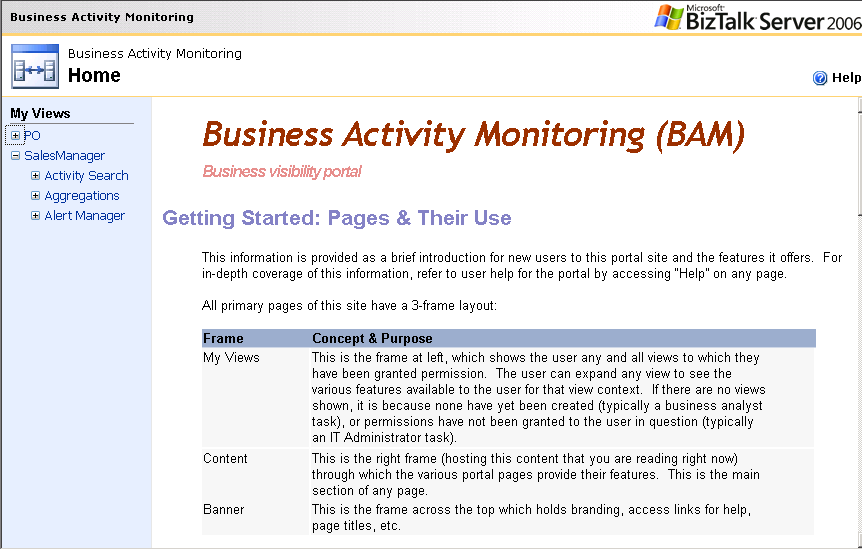 Business Activity Monitoring
Microsoft®
BizTalk Server 2006
Business Activity Monitoring
Home
Help
My Views
PO
SalesManager
Activity Search
Aggregations
Alert Manager
Business Activity Monitoring (BAM)
Business visibility portal
Getting Started: Pages & Their Use
This information is provided as a brief introduction for new users to this portal site and the features it offers.  For
in-depth coverage of this information, refer to user help for the portal by accessing "Help" on any page.
All primary pages of this site have a 3-frame layout:
Frame Concept & Purpose
My Views This is the frame at left, which shows the user any and all views to which they
have been granted permission.  The user can expand any view to see the
various features available to the user for that view context.  If there are no views
shown, it is because none have yet been created (typically a business analyst
task), or permissions have not been granted to the user in question (typically
an IT Administrator task).
Content This is the right frame (hosting this content that you are reading right now)
through which the various portal pages provide their features.  This is the main
section of any page.
Banner This is the frame across the top which holds branding, access links for help,
page titles, etc.